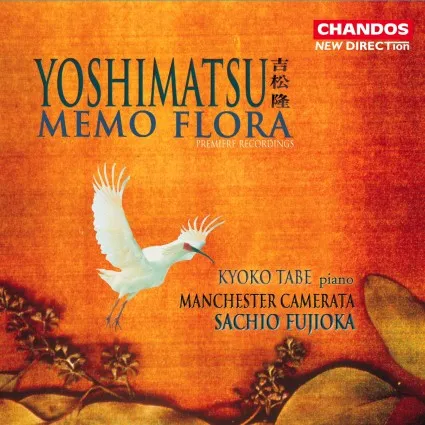 CHANDOS
NEW DIRECTION
YOSHIMATSU
吉松隆
MEMO FLORA
PREMIERE RECORDINGS
KYOKO TABE piano
MANCHESTER CAMERATA
SACHIO FUJIOKA